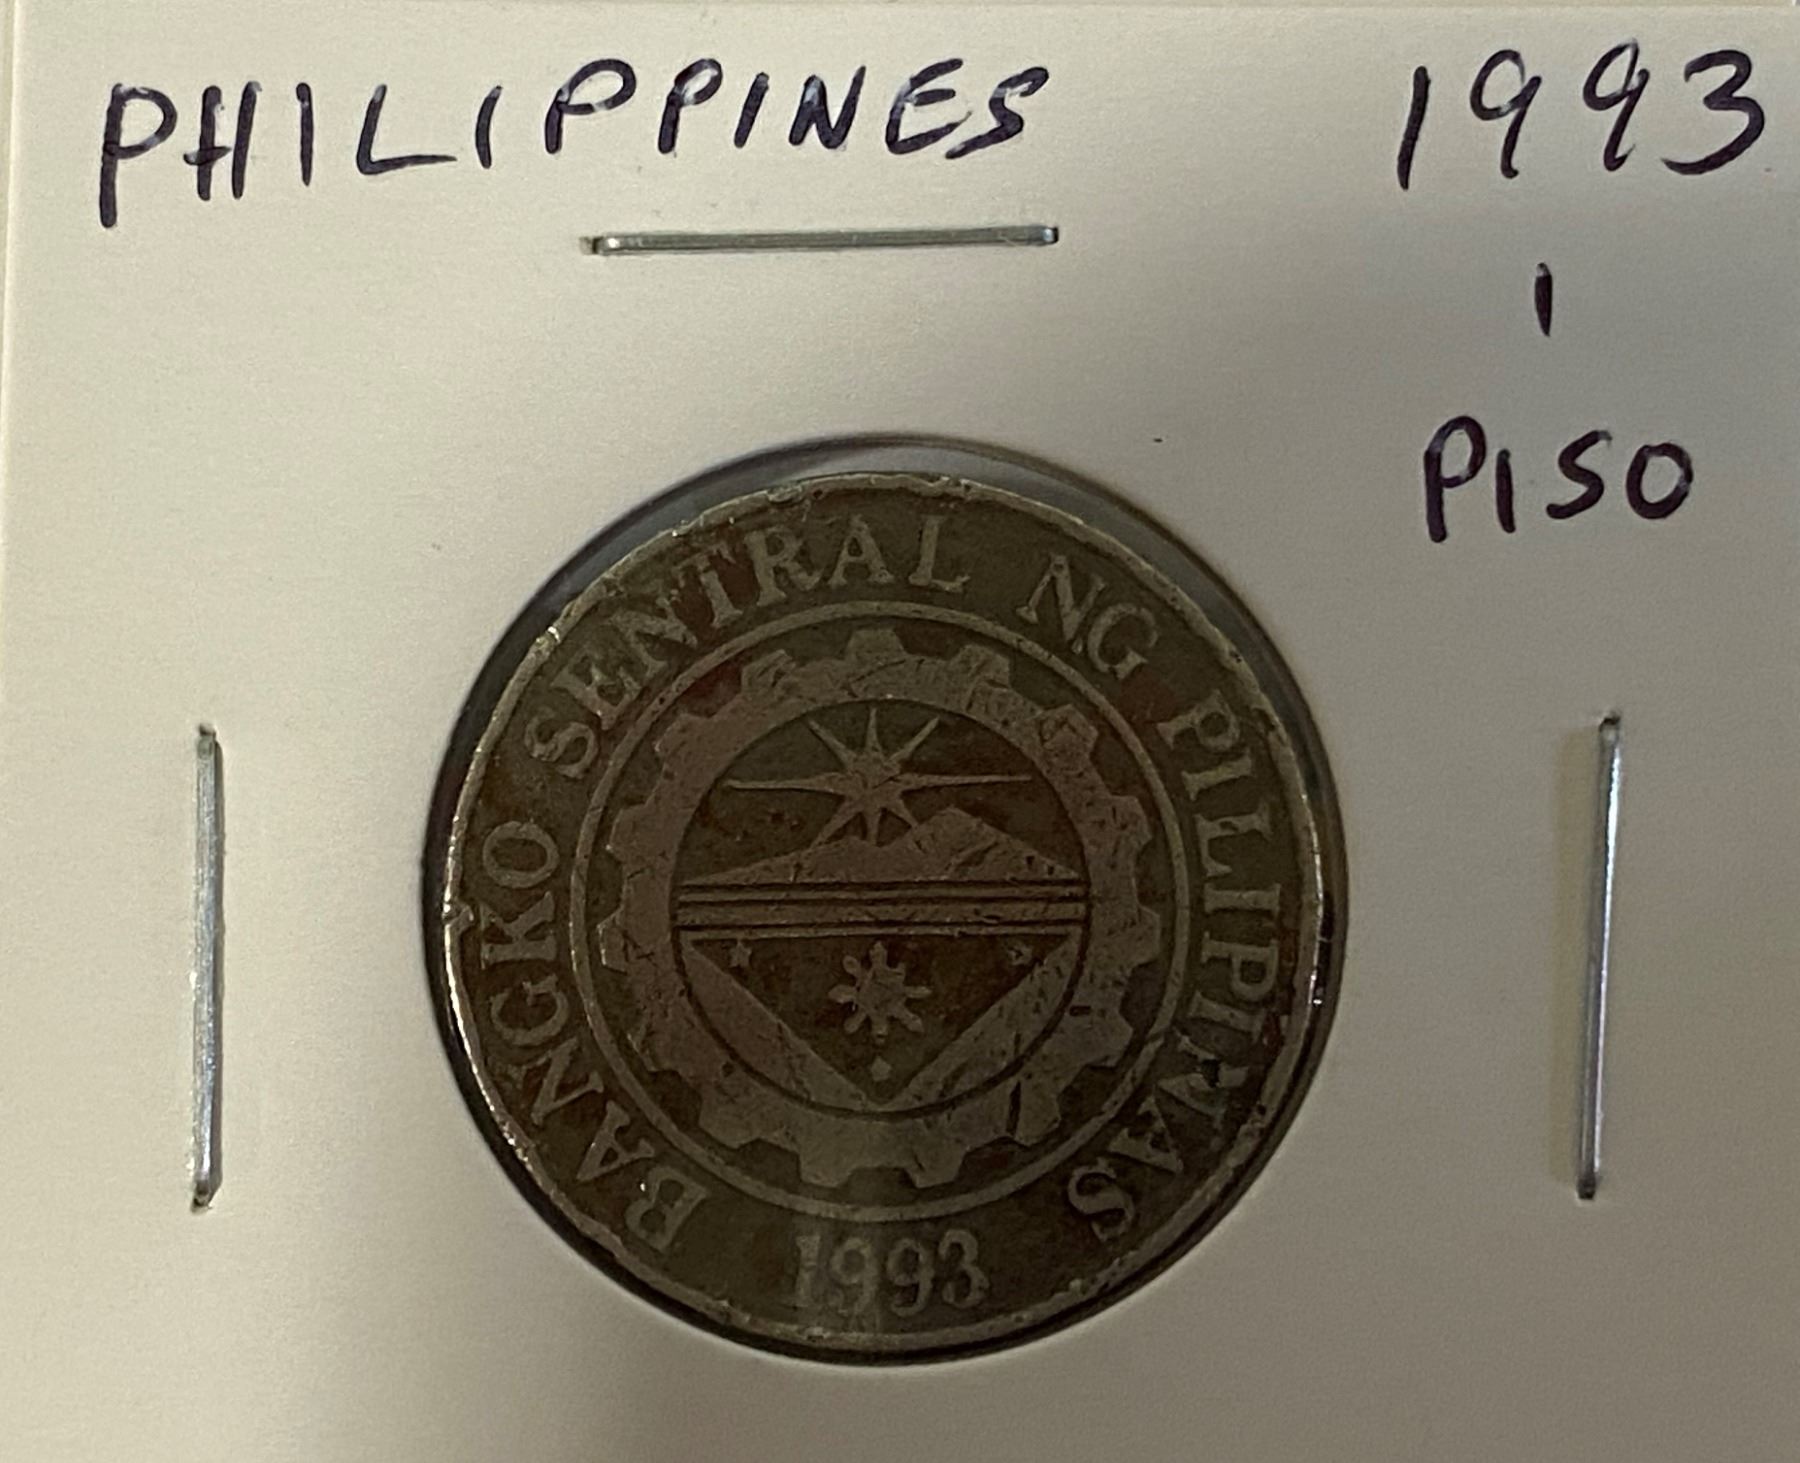 PHILIPPINES 1993
1
PISO
BANGKO SENTRAL NG PILIPINAS
1993